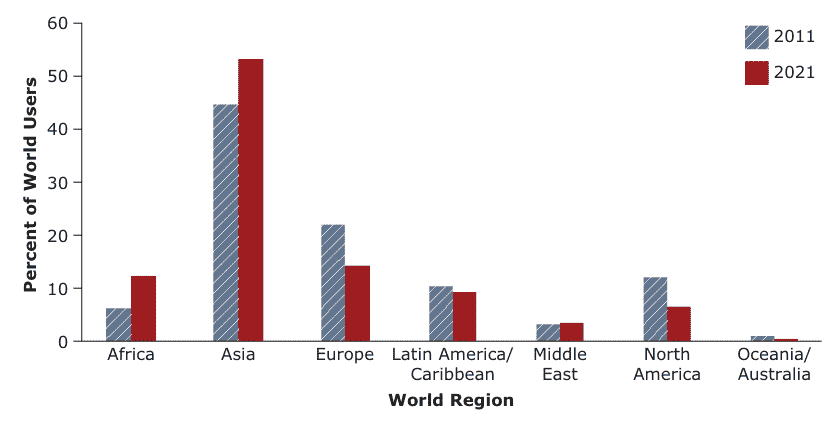 60
50
40
30
20
10
0
Percent of World Users
2011
2021
Africa
Asia
Europe
Latin America/
Caribbean
Middle
East
North
America
Oceania/
Australia
World Region